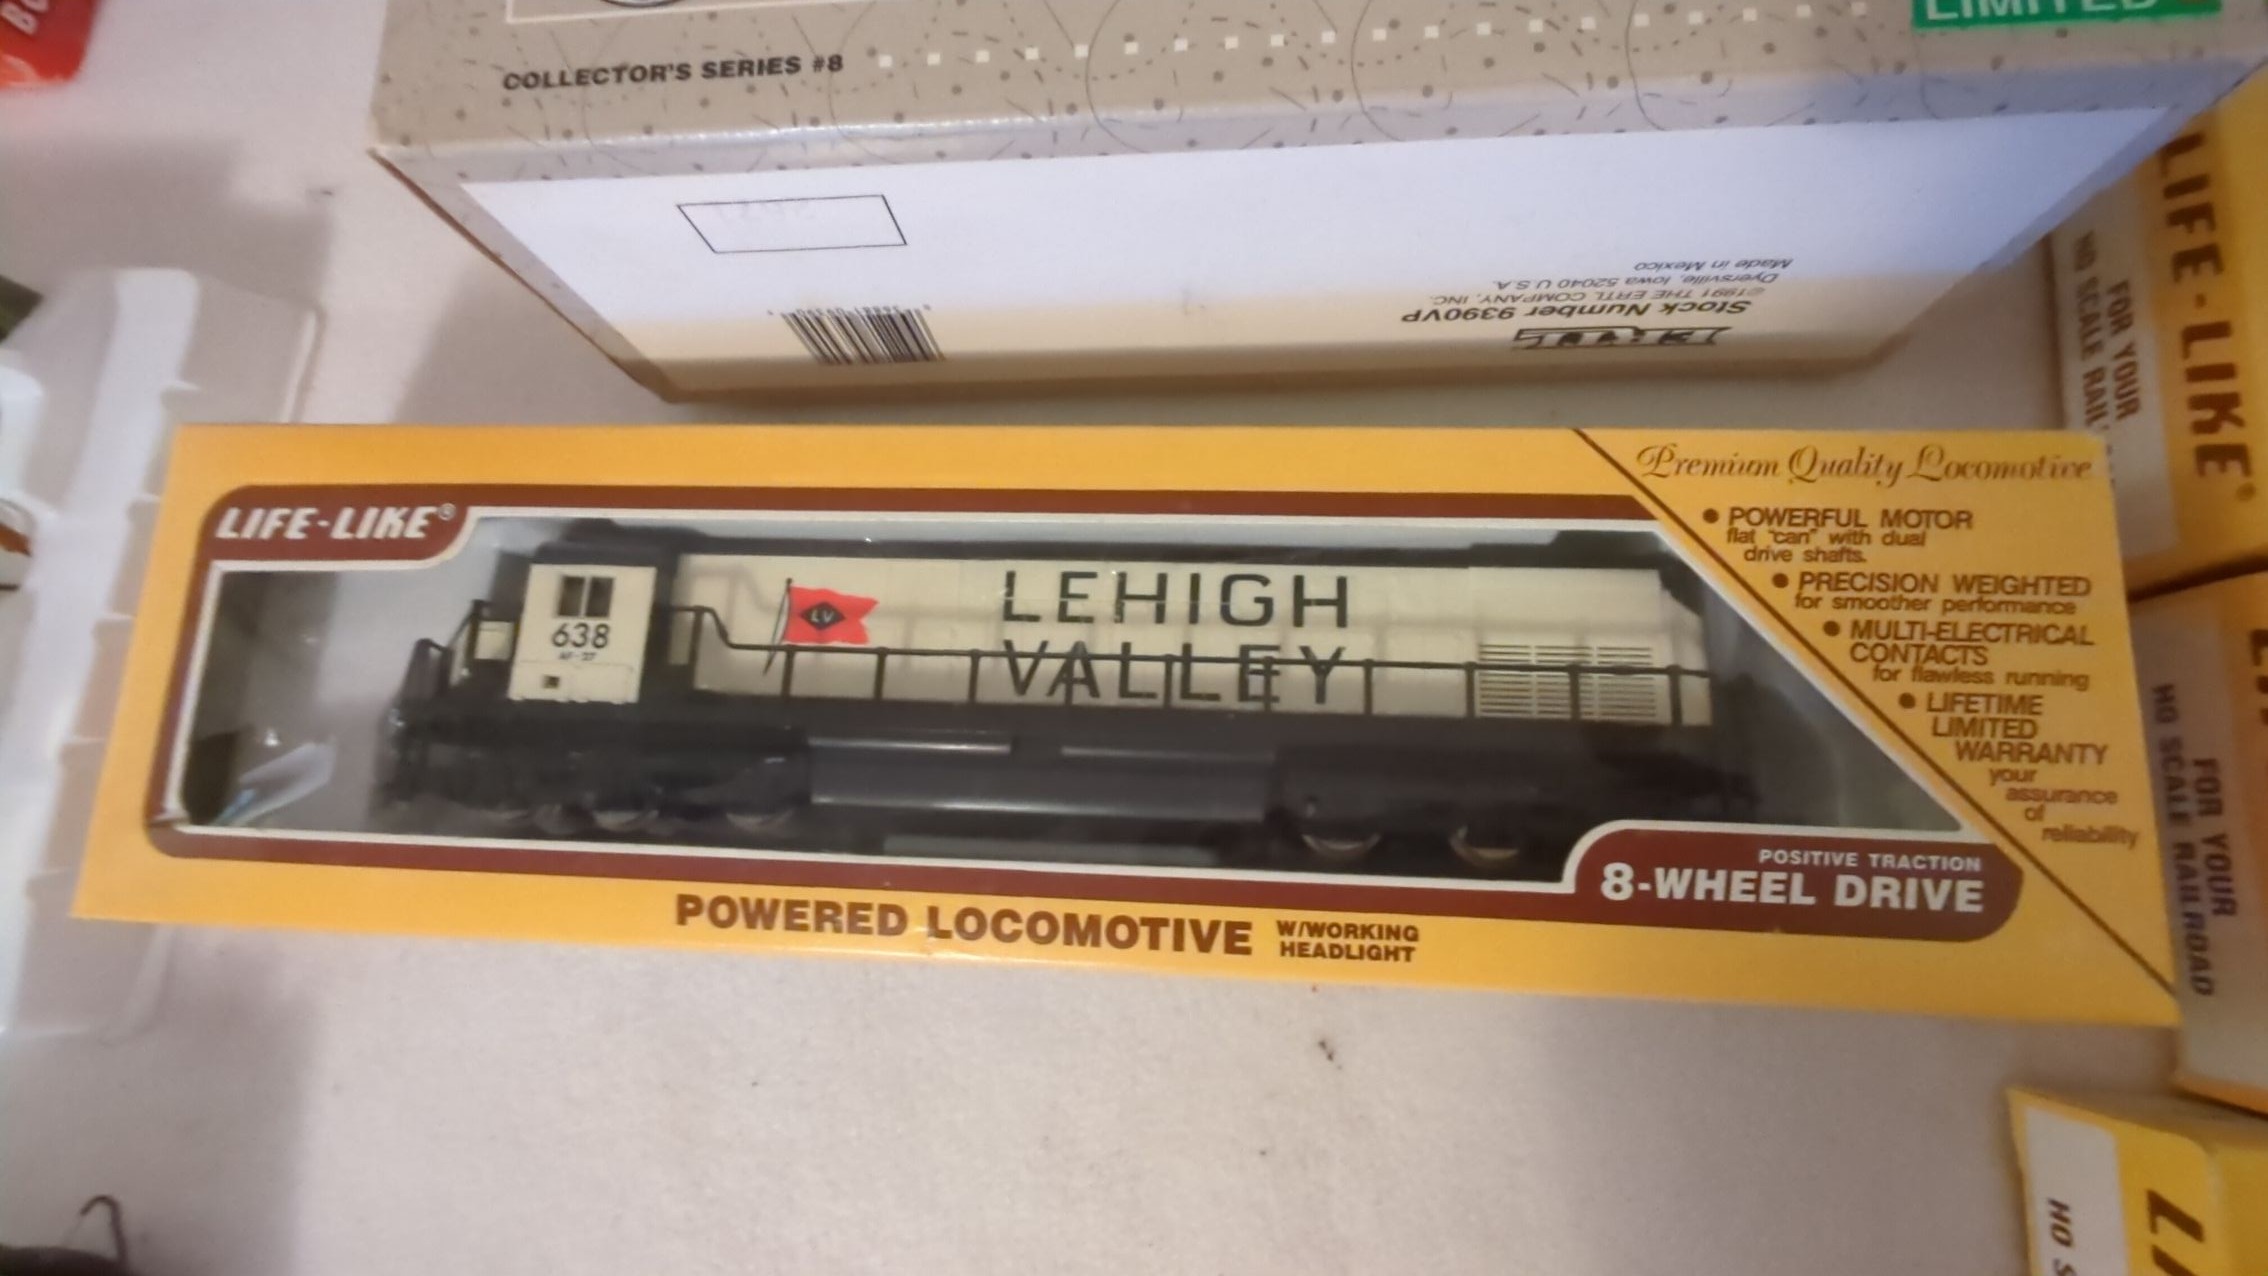 COLLECTOR'S SERIES #8
LIMITED
Stock Number 9390VP
©1991 THE ERTL COMPANY, INC.
Dyersville, Iowa 52040 U.S.A.
Made in Mexico
ERTL
LIFE-LIKE®
638
LV
LEHIGH
VALLEY
Premium Quality Locomotive
• POWERFUL MOTOR
flat "can" with dual
drive shafts.
• PRECISION WEIGHTED
for smoother performance
• MULTI-ELECTRICAL
CONTACTS
for flawless running
• LIFETIME
LIMITED
WARRANTY
your
assurance
of
reliability
POSITIVE TRACTION
8-WHEEL DRIVE
POWERED LOCOMOTIVE
W/WORKING
HEADLIGHT
LIFE-LIKE®
FOR YOUR
HO SCALE
FOR YOUR
HO SCALE RAILROAD
HO